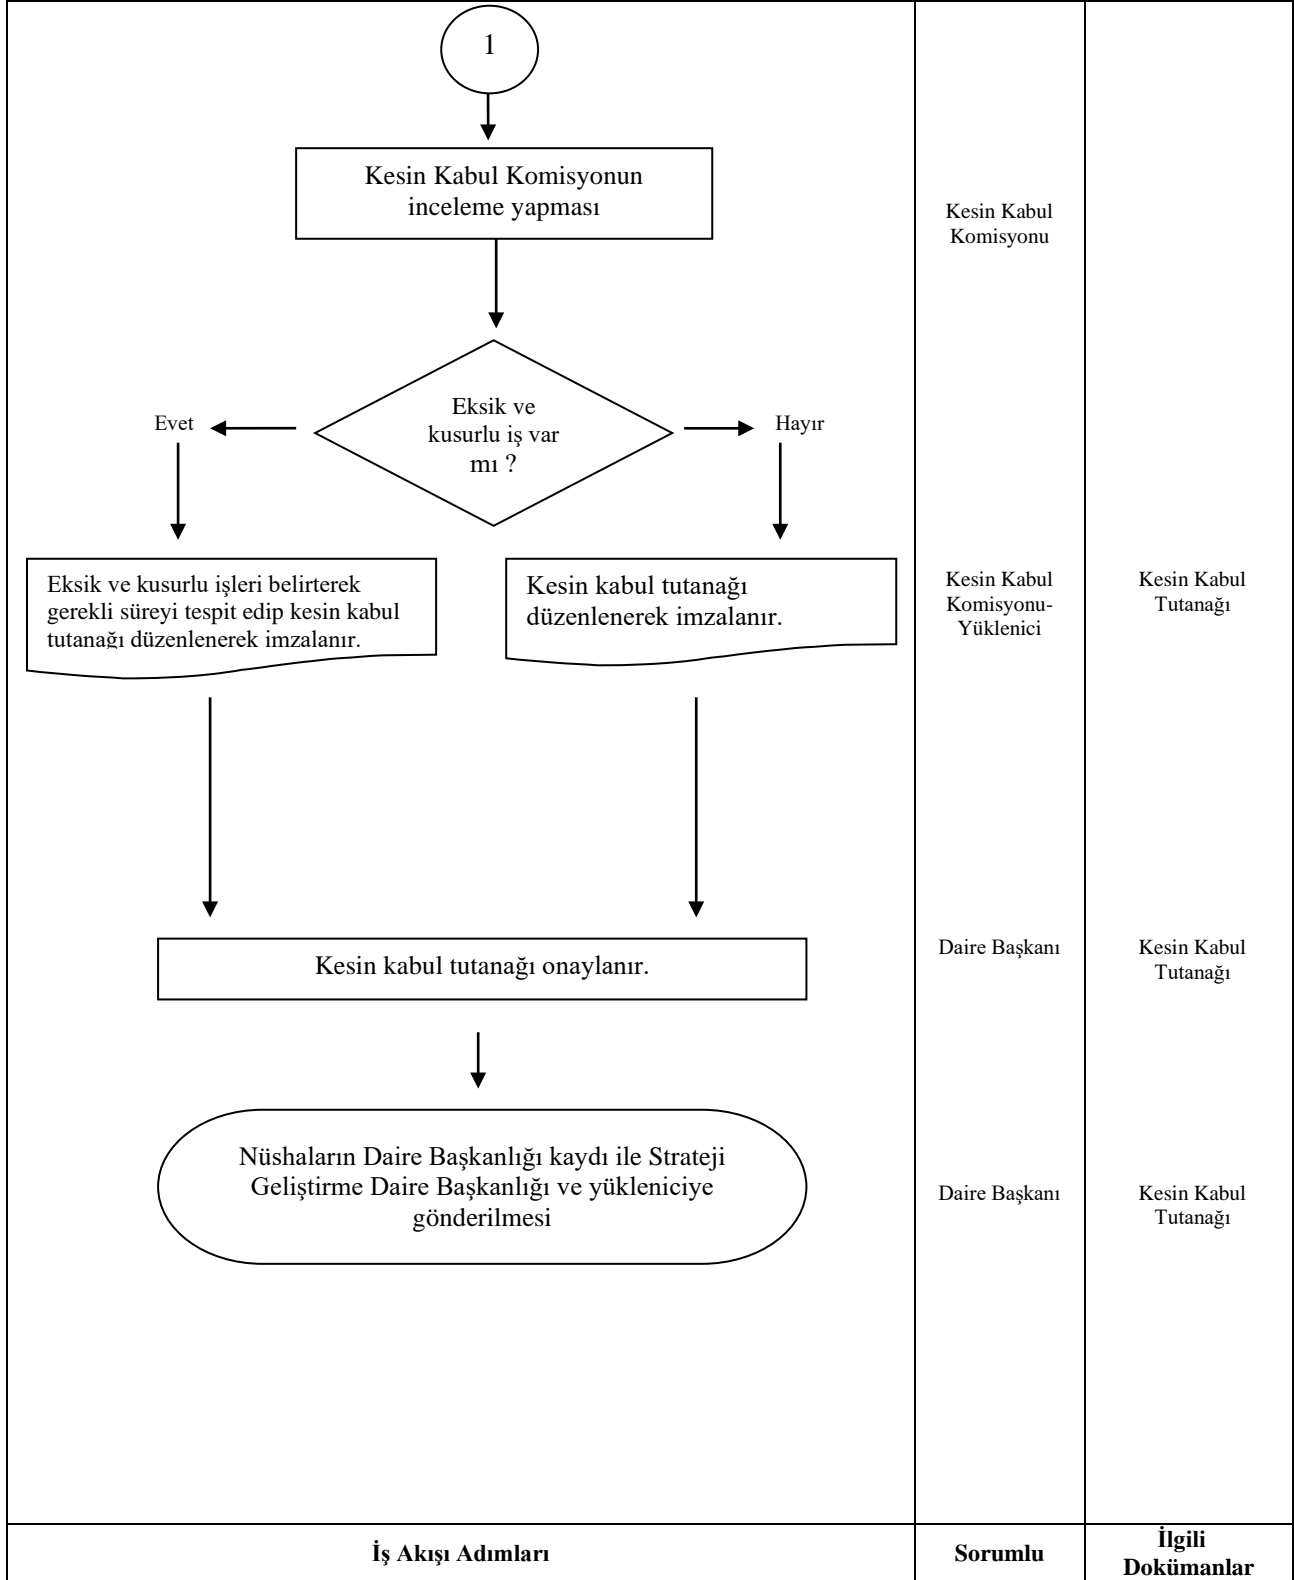 1
Kesin Kabul Komisyonun
inceleme yapması
Kesin Kabul
Komisyonu
Eksik ve
kusurlu iş var
mı ?
Evet
Hayır
Eksik ve kusurlu işleri belirterek
gerekli süreyi tespit edip kesin kabul
tutanağı düzenlenerek imzalanır.
Kesin kabul tutanağı
düzenlenerek imzalanır.
Kesin Kabul
Komisyonu-
Yüklenici
Kesin Kabul
Tutanağı
Kesin kabul tutanağı onaylanır.
Daire Başkanı
Kesin Kabul
Tutanağı
Nüshaların Daire Başkanlığı kaydı ile Strateji
Geliştirme Daire Başkanlığı ve yükleniciye
gönderilmesi
Daire Başkanı
Kesin Kabul
Tutanağı
İş Akışı Adımları
Sorumlu
İlgili
Dokümanlar